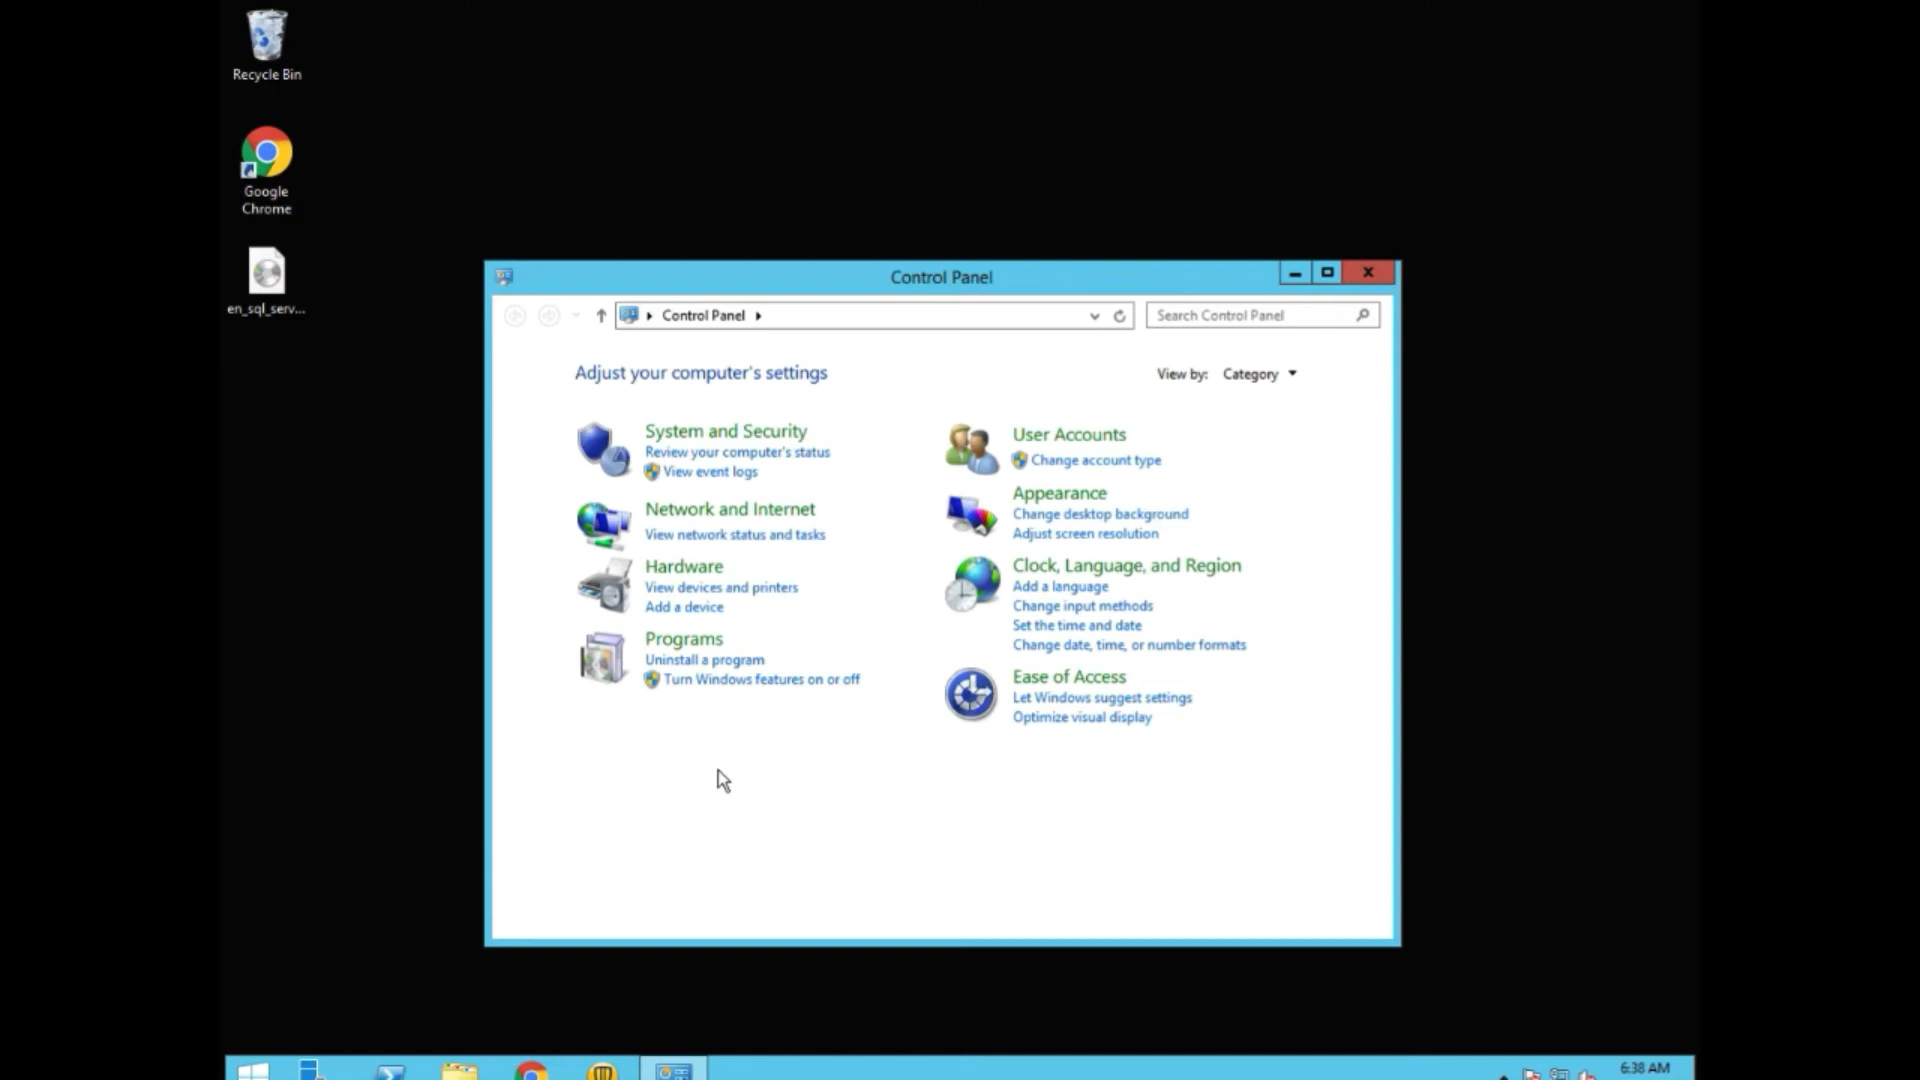 Recycle Bin
Google
Chrome
en_sql_serv...
Control Panel
Control Panel
Search Control Panel
Adjust your computer's settings
View by: Category
System and Security
Review your computer's status
View event logs
Network and Internet
View network status and tasks
Hardware
View devices and printers
Add a device
Programs
Uninstall a program
Turn Windows features on or off
User Accounts
Change account type
Appearance
Change desktop background
Adjust screen resolution
Clock, Language, and Region
Add a language
Change input methods
Set the time and date
Change date, time, or number formats
Ease of Access
Let Windows suggest settings
Optimize visual display
6:38 AM